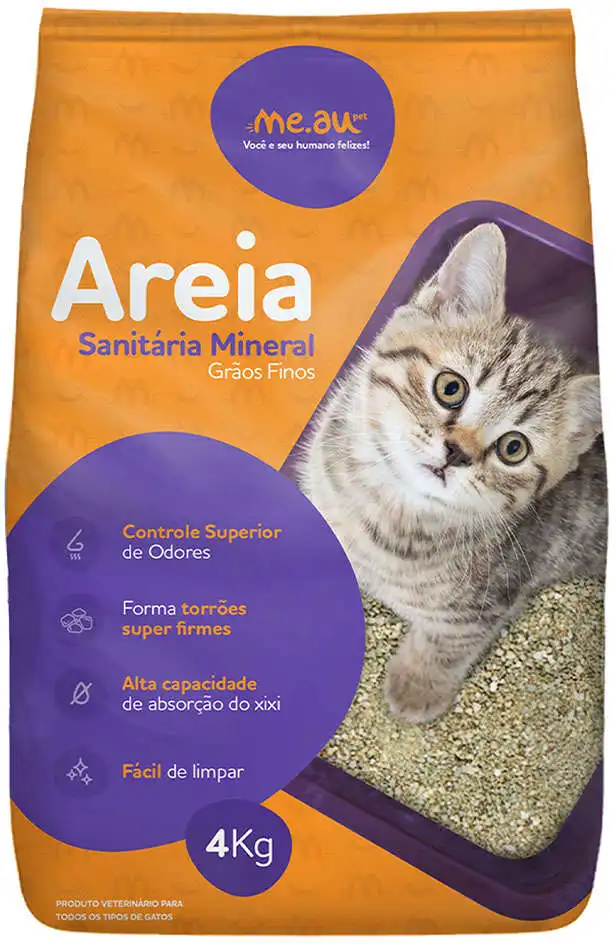 me.au pet
Você e seu humano felizes!
Areia
Sanitária Mineral
Grãos Finos
Controle Superior
de Odores
Forma torrões
super firmes
Alta capacidade
de absorção do xixi
Fácil de limpar
4Kg
PRODUTO VETERINÁRIO PARA
TODOS OS TIPOS DE GATOS